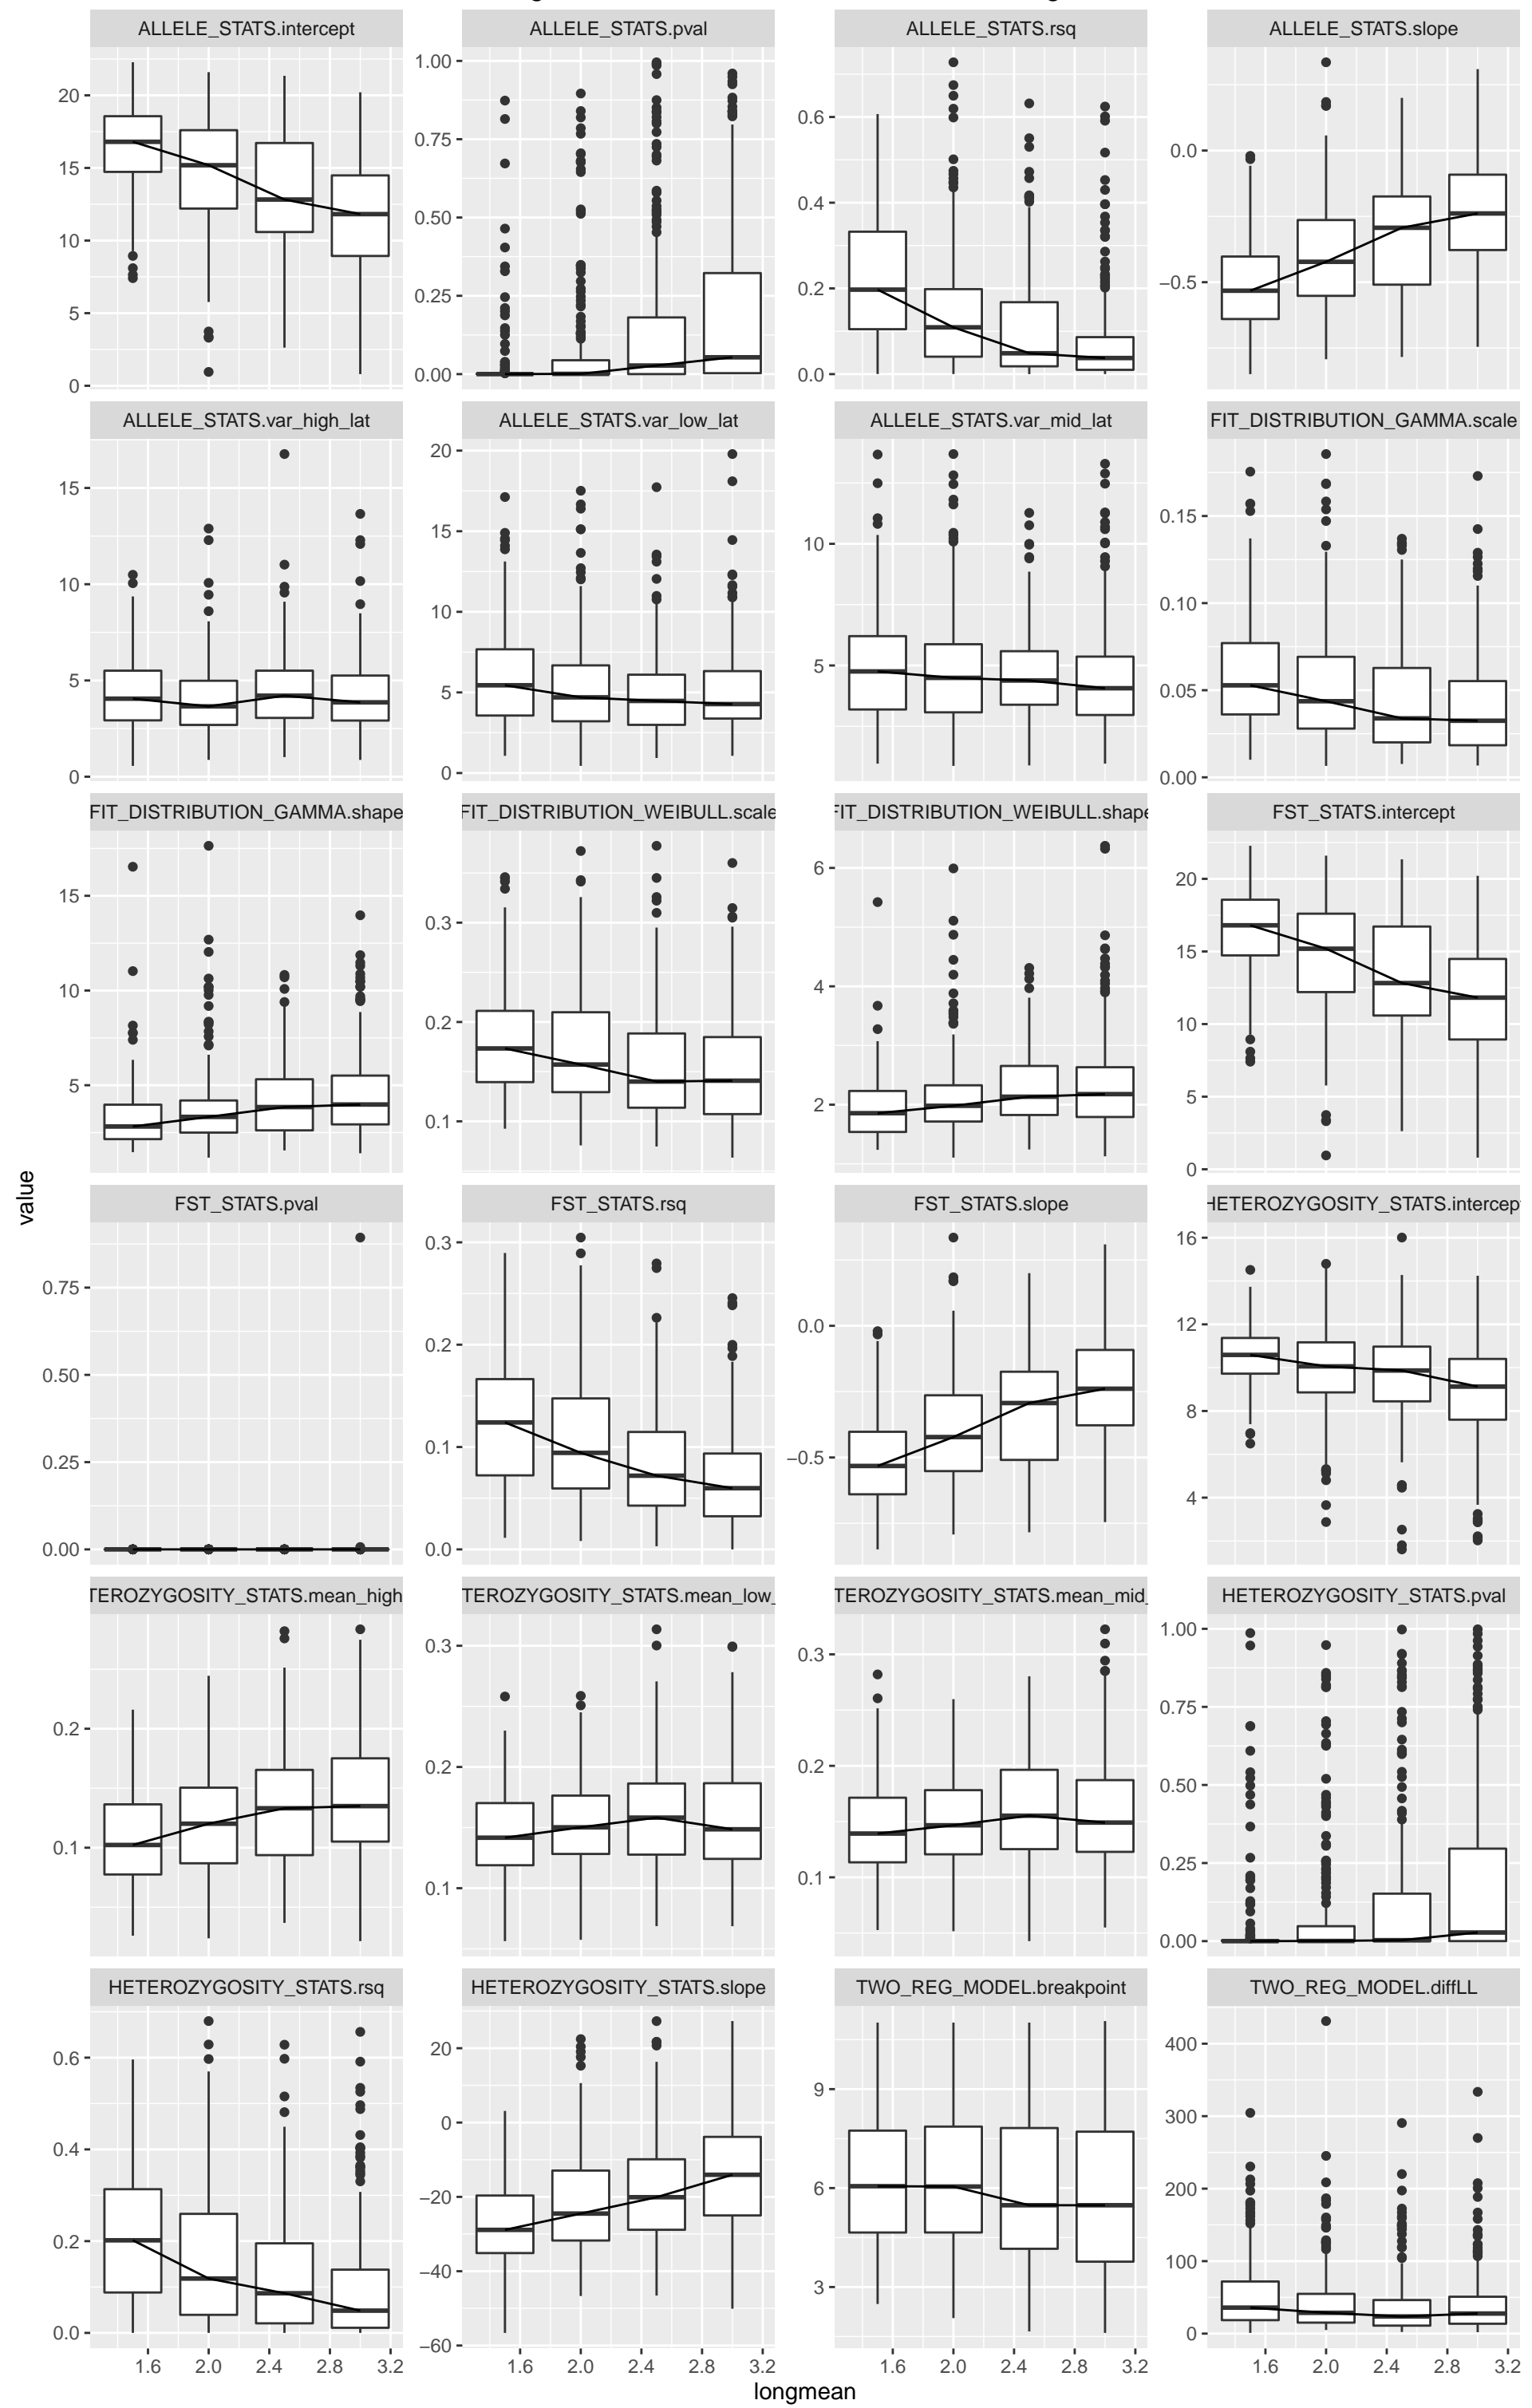 ALLELE_STATS.intercept
ALLELE_STATS.pval
ALLELE_STATS.rsq
ALLELE_STATS.slope
20
15
10
5
0
1.00
0.75
0.50
0.25
0.00
0.6
0.4
0.2
0.0
0.0
−0.5
ALLELE_STATS.var_high_lat
ALLELE_STATS.var_low_lat
ALLELE_STATS.var_mid_lat
FIT_DISTRIBUTION_GAMMA.scale
15
10
5
0
20
15
10
5
0
10
5
0.15
0.10
0.05
0.00
FIT_DISTRIBUTION_GAMMA.shape
FIT_DISTRIBUTION_WEIBULL.scale
FIT_DISTRIBUTION_WEIBULL.shape
FST_STATS.intercept
15
10
5
0.3
0.2
0.1
6
4
2
20
15
10
5
0
value
FST_STATS.pval
FST_STATS.rsq
FST_STATS.slope
HETEROZYGOSITY_STATS.intercep
0.75
0.50
0.25
0.00
0.3
0.2
0.1
0.0
0.0
−0.5
16
12
8
4
TEROZYGOSITY_STATS.mean_high
TEROZYGOSITY_STATS.mean_low_
TEROZYGOSITY_STATS.mean_mid_
HETEROZYGOSITY_STATS.pval
0.2
0.1
0.3
0.2
0.1
0.3
0.2
0.1
1.00
0.75
0.50
0.25
0.00
HETEROZYGOSITY_STATS.rsq
HETEROZYGOSITY_STATS.slope
TWO_REG_MODEL.breakpoint
TWO_REG_MODEL.diffLL
0.6
0.4
0.2
0.0
20
0
−20
−40
−60
9
6
3
400
300
200
100
0
1.6 2.0 2.4 2.8 3.2
1.6 2.0 2.4 2.8 3.2
1.6 2.0 2.4 2.8 3.2
1.6 2.0 2.4 2.8 3.2
longmean